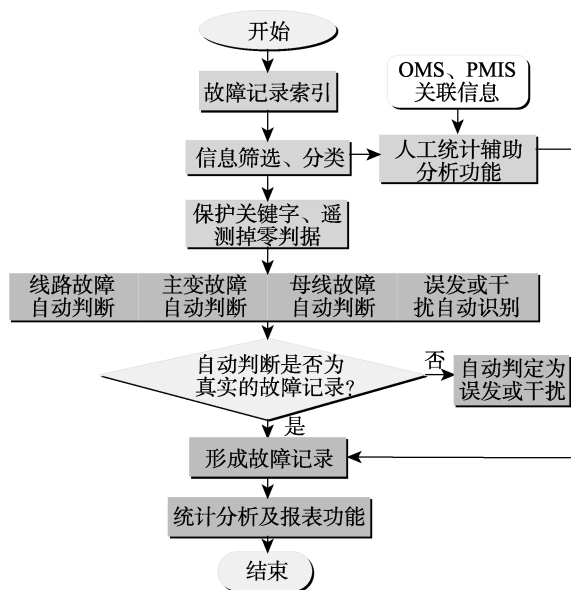 开始
故障记录索引
OMS、PMIS
关联信息
信息筛选、分类
人工统计辅助
分析功能
保护关键字、遥
测掉零判据
线路故障
自动判断
主变故障
自动判断
母线故障
自动判断
误发或干
扰自动识别
自动判断是否为
真实的故障记录?
否
自动判定为
误发或干扰
是
形成故障记录
统计分析及报表功能
结束